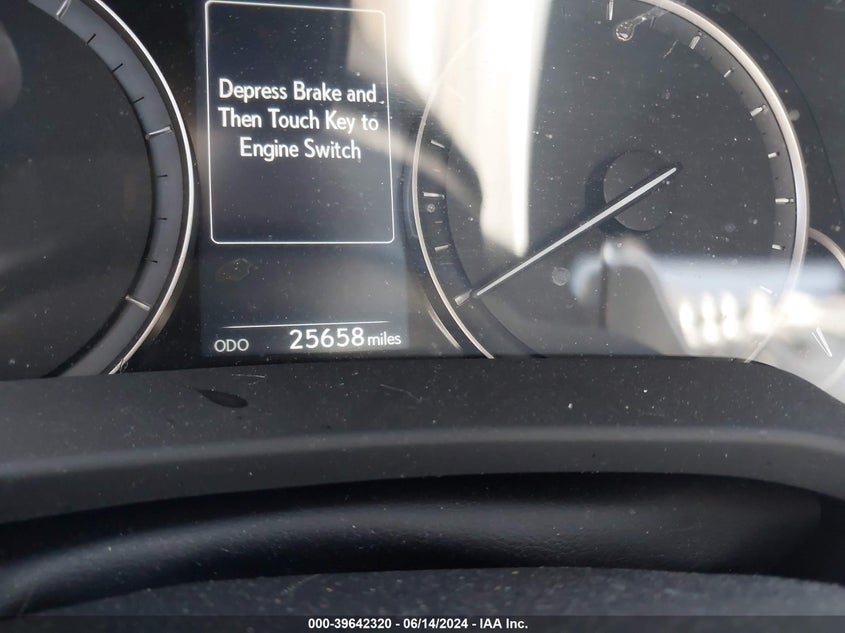 Depress Brake and
Then Touch Key to
Engine Switch
ODO 25658 miles
000-39642320 - 06/14/2024 - IAA Inc.